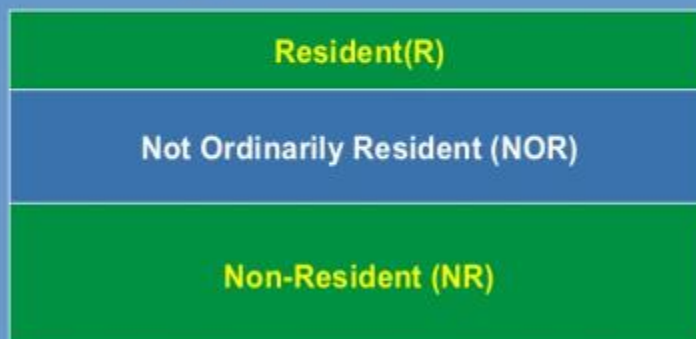 Resident(R)
Not Ordinarily Resident (NOR)
Non-Resident (NR)